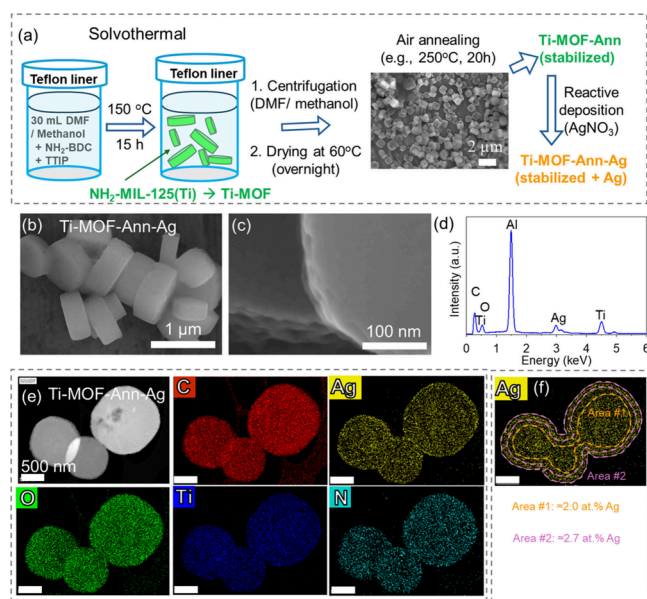 (a)
Solvothermal
Teflon liner
30 mL DMF
/ Methanol
+ NH₂-BDC
+ TTIP
150 °C
15 h
Teflon liner
NH₂-MIL-125(Ti) → Ti-MOF
1. Centrifugation
(DMF/ methanol)
2. Drying at 60°C
(overnight)
Air annealing
(e.g., 250°C, 20h)
2 μm
Ti-MOF-Ann
(stabilized)
Reactive
deposition
(AgNO₃)
Ti-MOF-Ann-Ag
(stabilized + Ag)
(b) Ti-MOF-Ann-Ag
1 μm
(c)
100 nm
(d)
Intensity (a.u.)
C
O
Ti
Al
Ag
Ti
0 1 2 3 4 5 6
Energy (keV)
(e) Ti-MOF-Ann-Ag
500 nm
C
Ag
O
Ti
N
Ag (f)
Area #1
Area #2
Area #1: ≈2.0 at.% Ag
Area #2: ≈2.7 at.% Ag